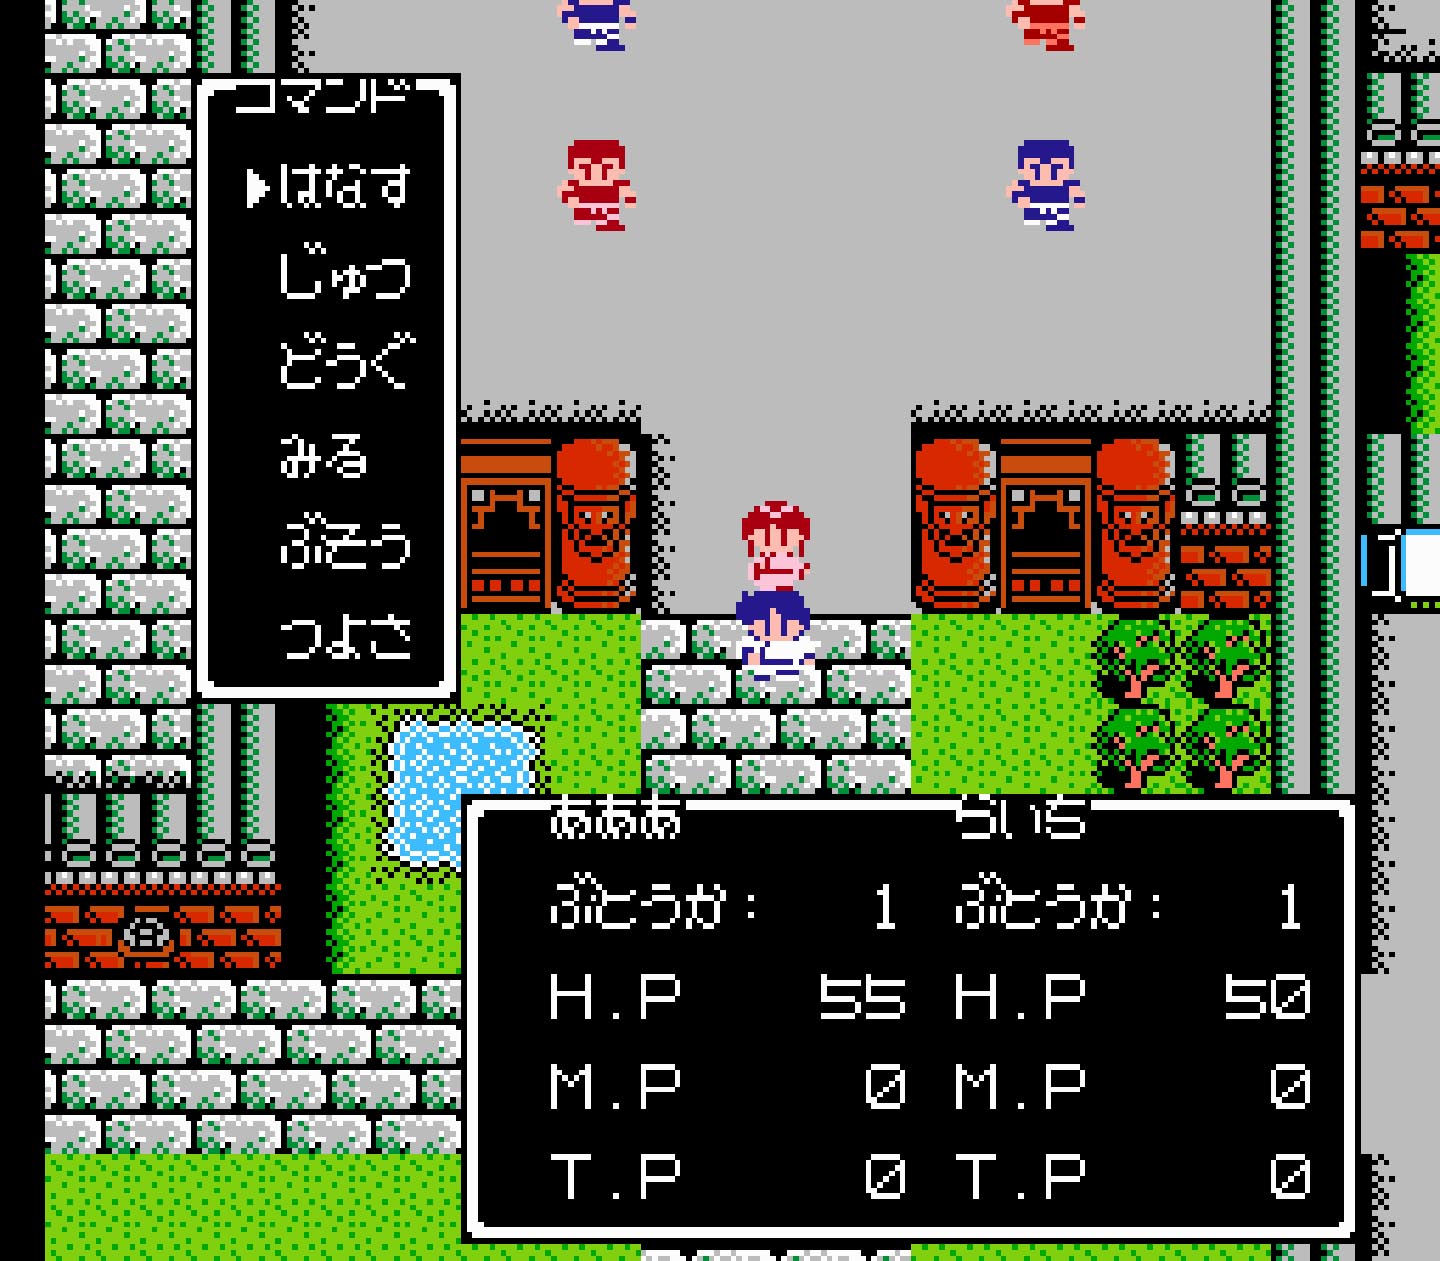 コマンド
はなす
じゅつ
どうぐ
みる
ぶそう
つよさ
あああ らいち
ぶとうか: 1 ぶとうか: 1
H.P 55 H.P 50
M.P 0 M.P 0
T.P 0 T.P 0